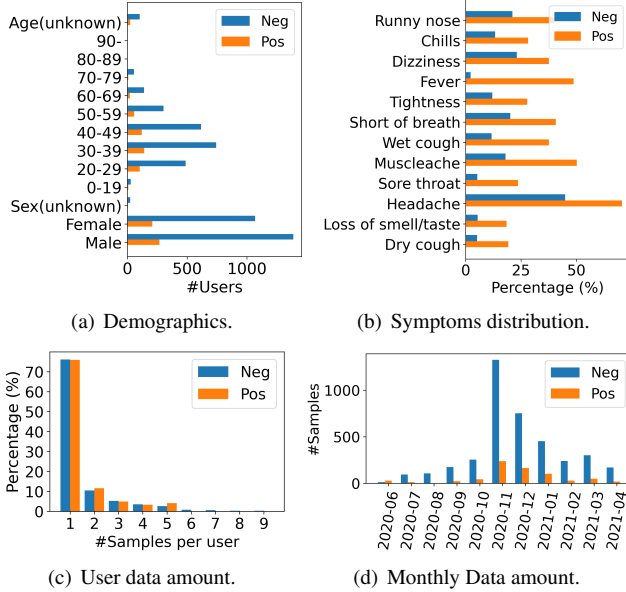 Age(unknown)
90-
80-89
70-79
60-69
50-59
40-49
30-39
20-29
0-19
Sex(unknown)
Female
Male
0 500 1000
#Users
Neg
Pos
(a) Demographics.
Runny nose
Chills
Dizziness
Fever
Tightness
Short of breath
Wet cough
Muscleache
Sore throat
Headache
Loss of smell/taste
Dry cough
0 25 50
Percentage (%)
Neg
Pos
(b) Symptoms distribution.
Percentage (%)
70
60
50
40
30
20
10
0
1 2 3 4 5 6 7 8 9
#Samples per user
Neg
Pos
(c) User data amount.
#Samples
1000
500
0
2020-06
2020-07
2020-08
2020-09
2020-10
2020-11
2020-12
2021-01
2021-02
2021-03
2021-04
Neg
Pos
(d) Monthly Data amount.